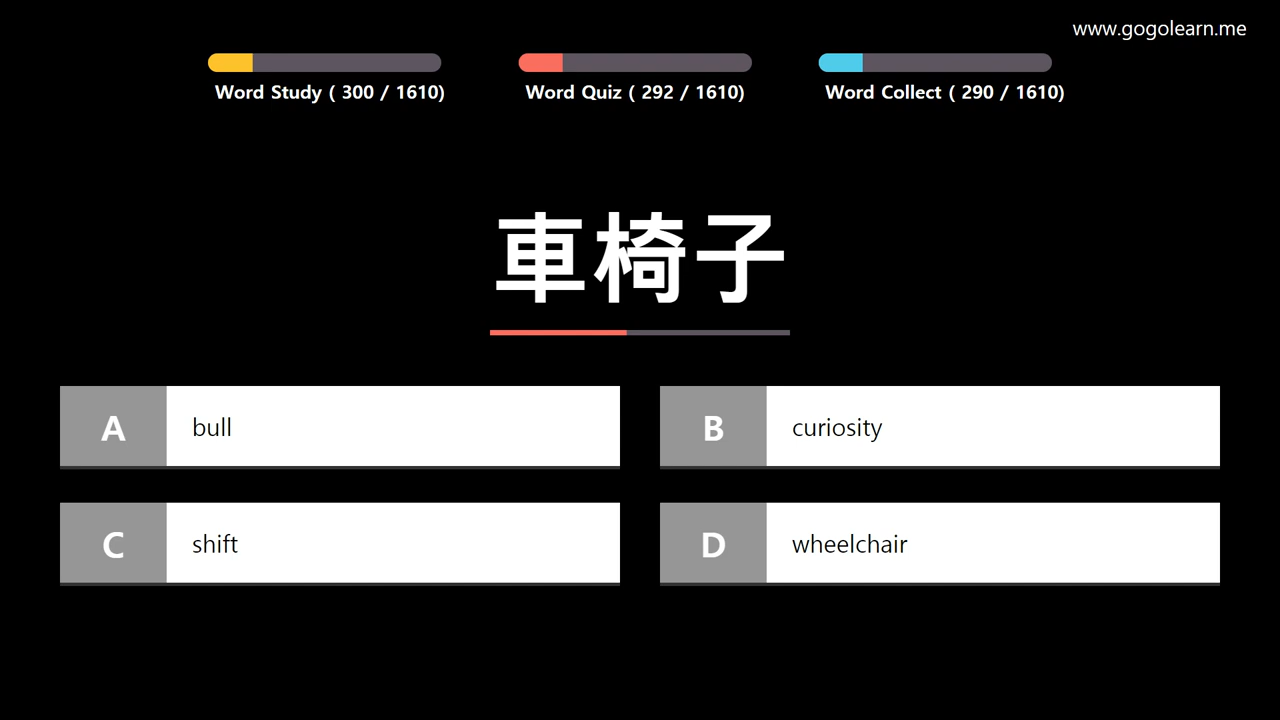 www.gogolearn.me
Word Study ( 300 / 1610)
Word Quiz ( 292 / 1610)
Word Collect ( 290 / 1610)
車椅子
A bull
B curiosity
C shift
D wheelchair